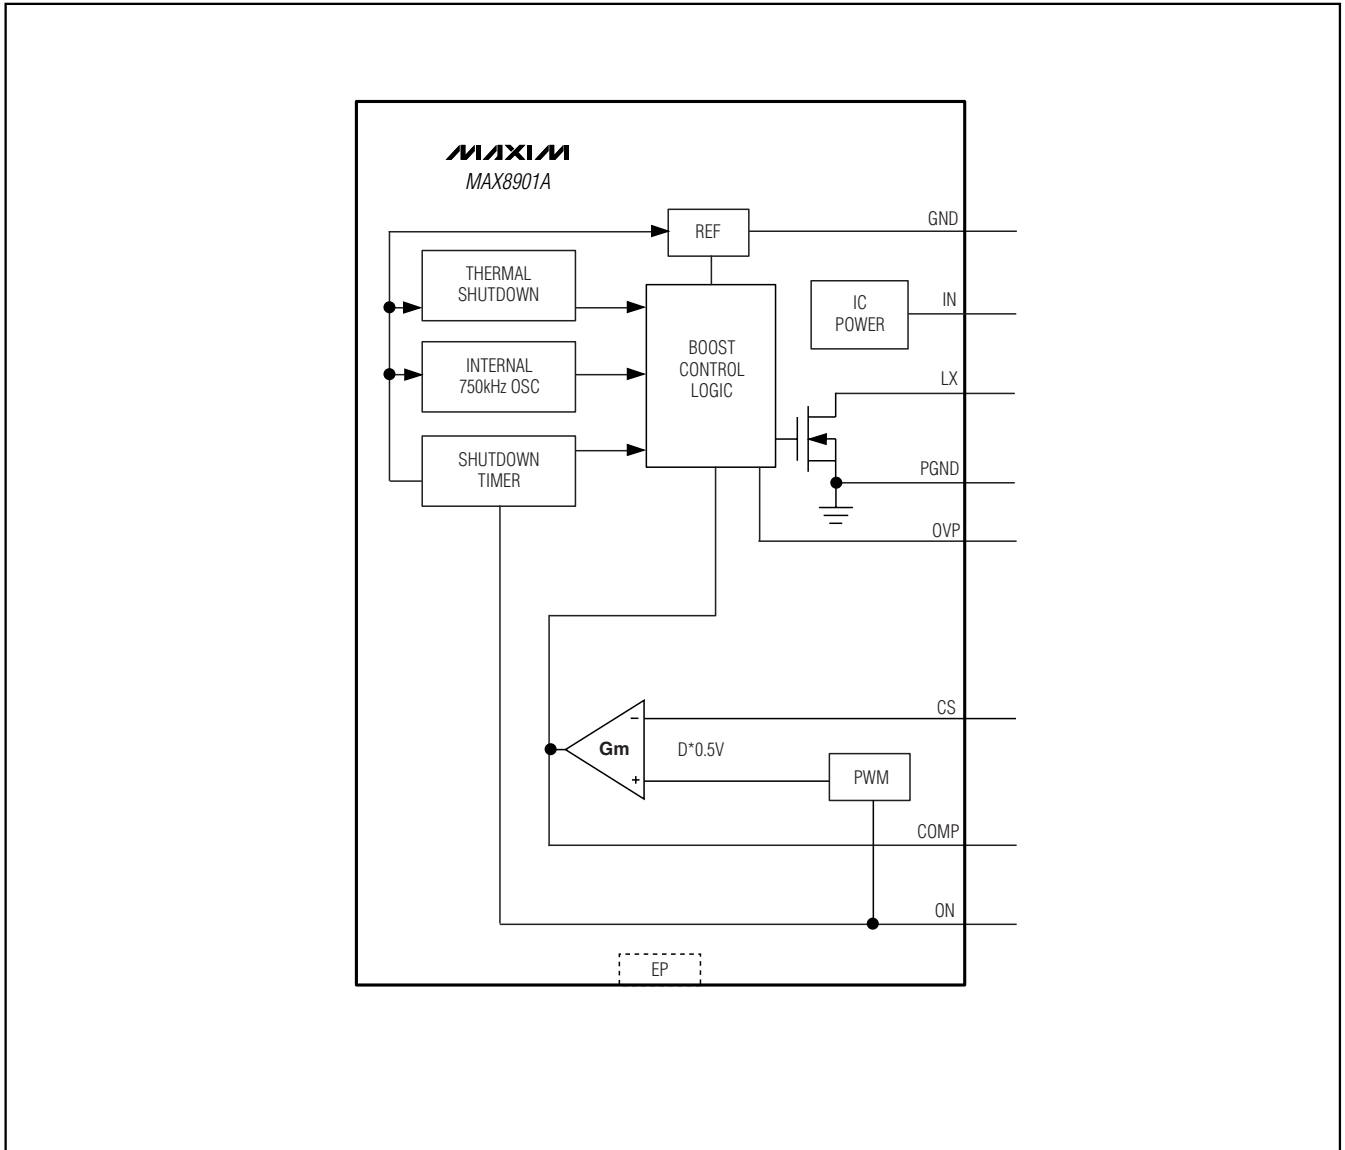 MAXIM
MAX8901A
REF
GND
THERMAL
SHUTDOWN
IC
POWER
IN
INTERNAL
750kHz OSC
BOOST
CONTROL
LOGIC
LX
SHUTDOWN
TIMER
PGND
OVP
CS
−
Gm
D*0.5V
+
PWM
COMP
ON
EP